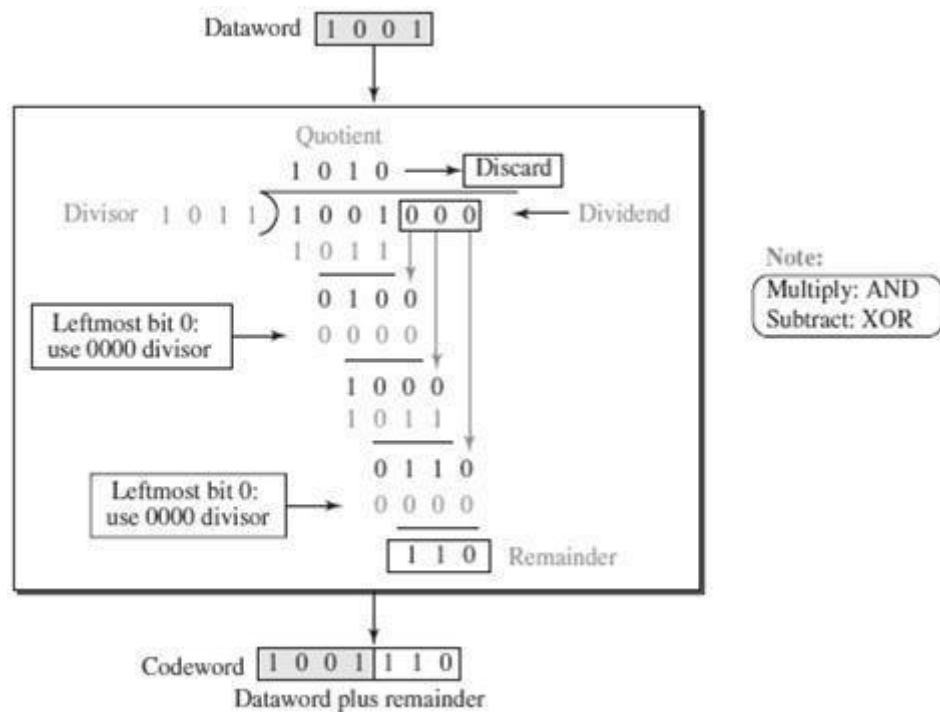 Dataword 1 0 0 1
Quotient
1 0 1 0 Discard
Divisor 1 0 1 1 1 0 0 1 0 0 0 Dividend
1 0 1 1
Note:
Multiply: AND
Subtract: XOR
0 1 0 0
Leftmost bit 0:
use 0000 divisor
0 0 0 0
1 0 0 0
1 0 1 1
0 1 1 0
Leftmost bit 0:
use 0000 divisor
0 0 0 0
1 1 0 Remainder
Codeword 1 0 0 1 1 1 0
Dataword plus remainder